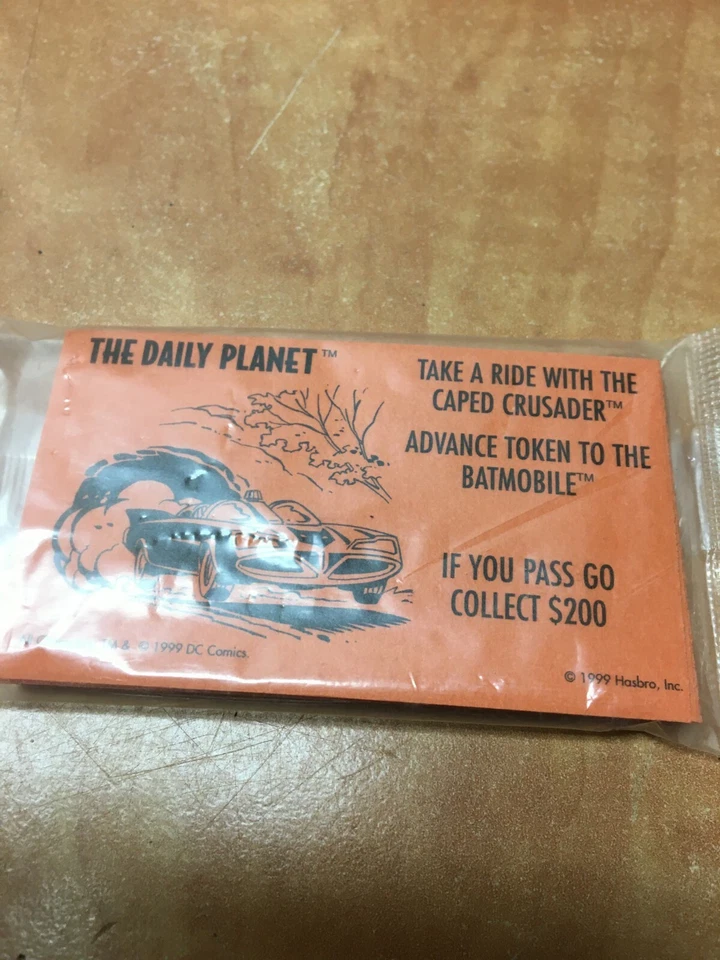 THE DAILY PLANET™
TAKE A RIDE WITH THE
CAPED CRUSADER™
ADVANCE TOKEN TO THE
BATMOBILE™
IF YOU PASS GO
COLLECT $200
& © 1999 DC Comics.
© 1999 Hasbro, Inc.